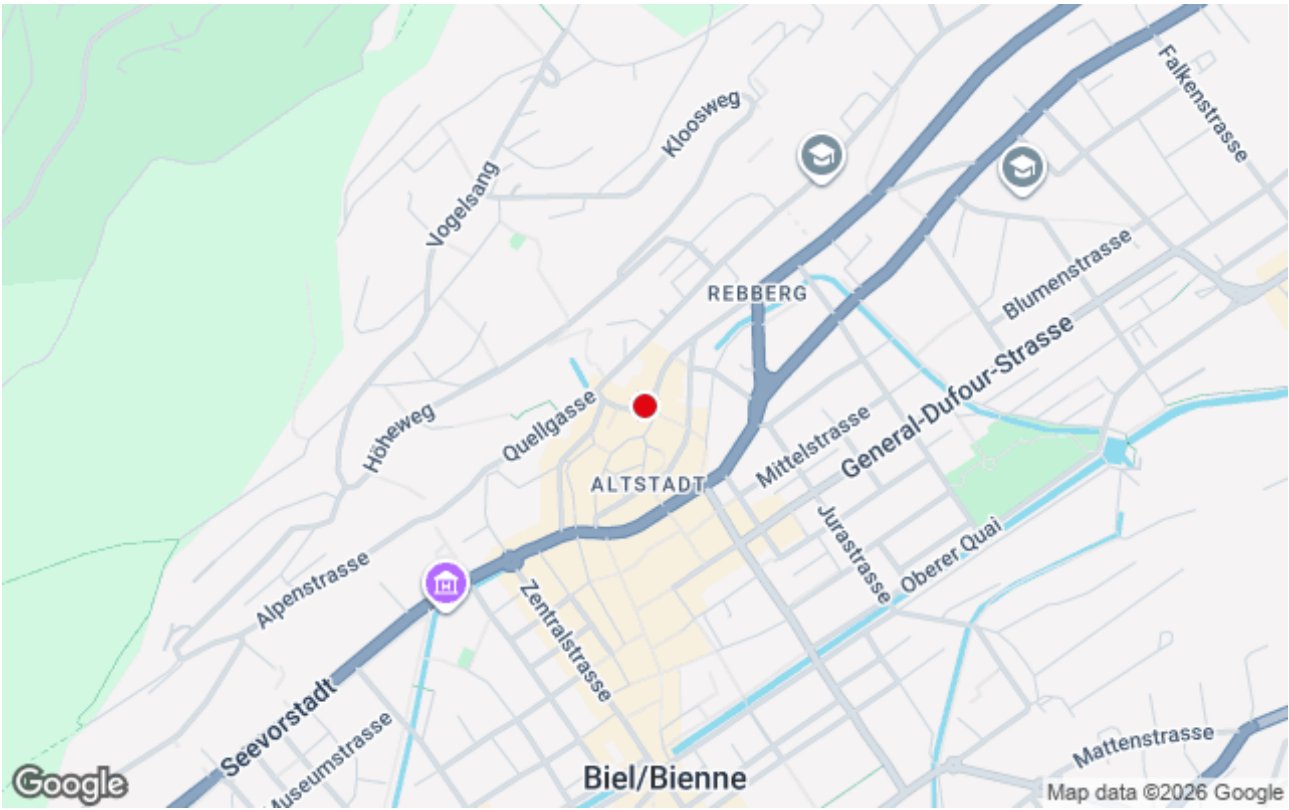 Falkenstrasse
Kloosweg
Vogelsang
Blumenstrasse
REBBERG
General-Dufour-Strasse
Höheweg
Quellgasse
Mittelstrasse
ALTSTADT
Jurastrasse
Oberer Quai
Alpenstrasse
Zentralstrasse
Seevorstadt
Museumstrasse
Mattenstrasse
Biel/Bienne
Google
Map data ©2026 Google